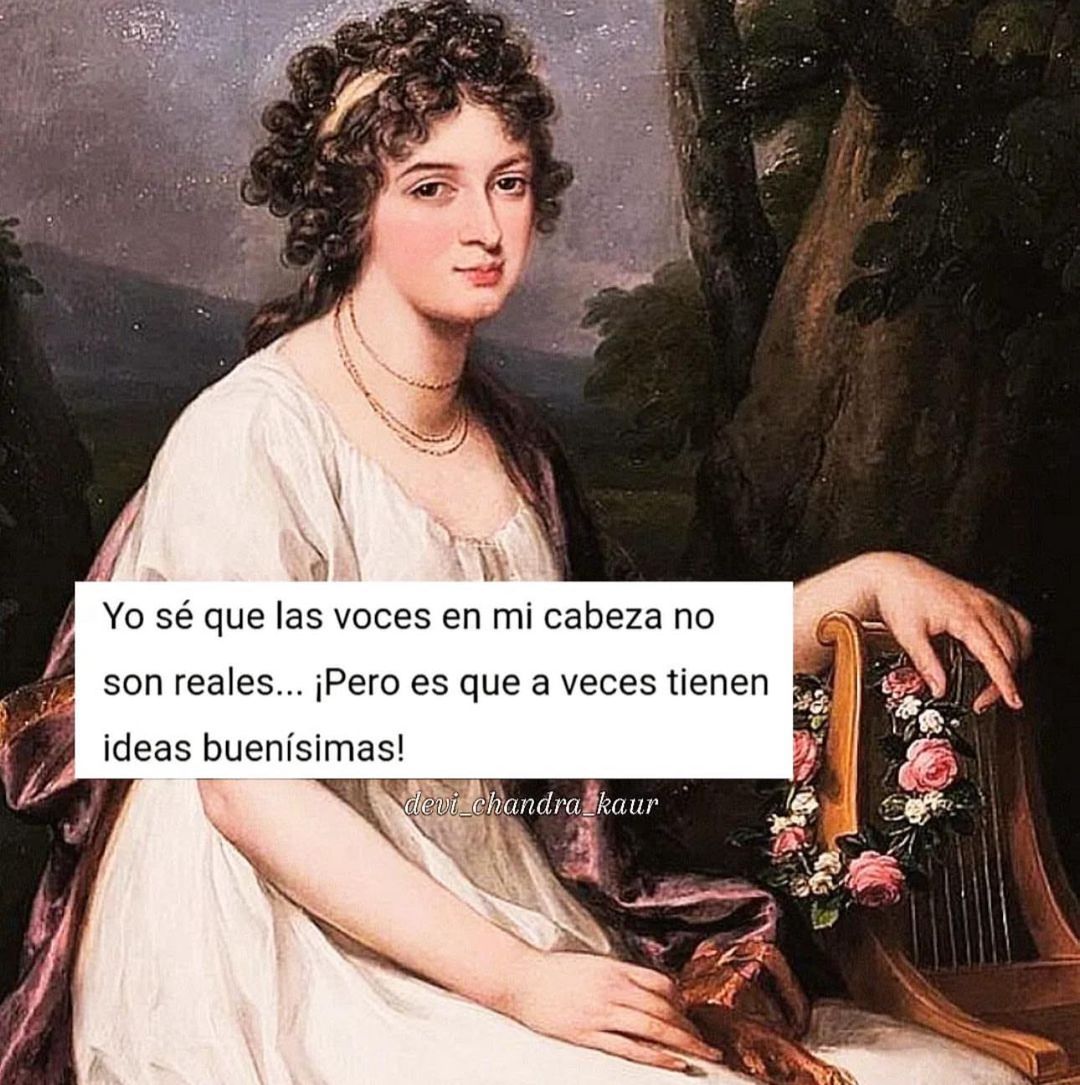 Yo sé que las voces en mi cabeza no
son reales... ¡Pero es que a veces tienen
ideas buenísimas!
devi_chandra_kaur